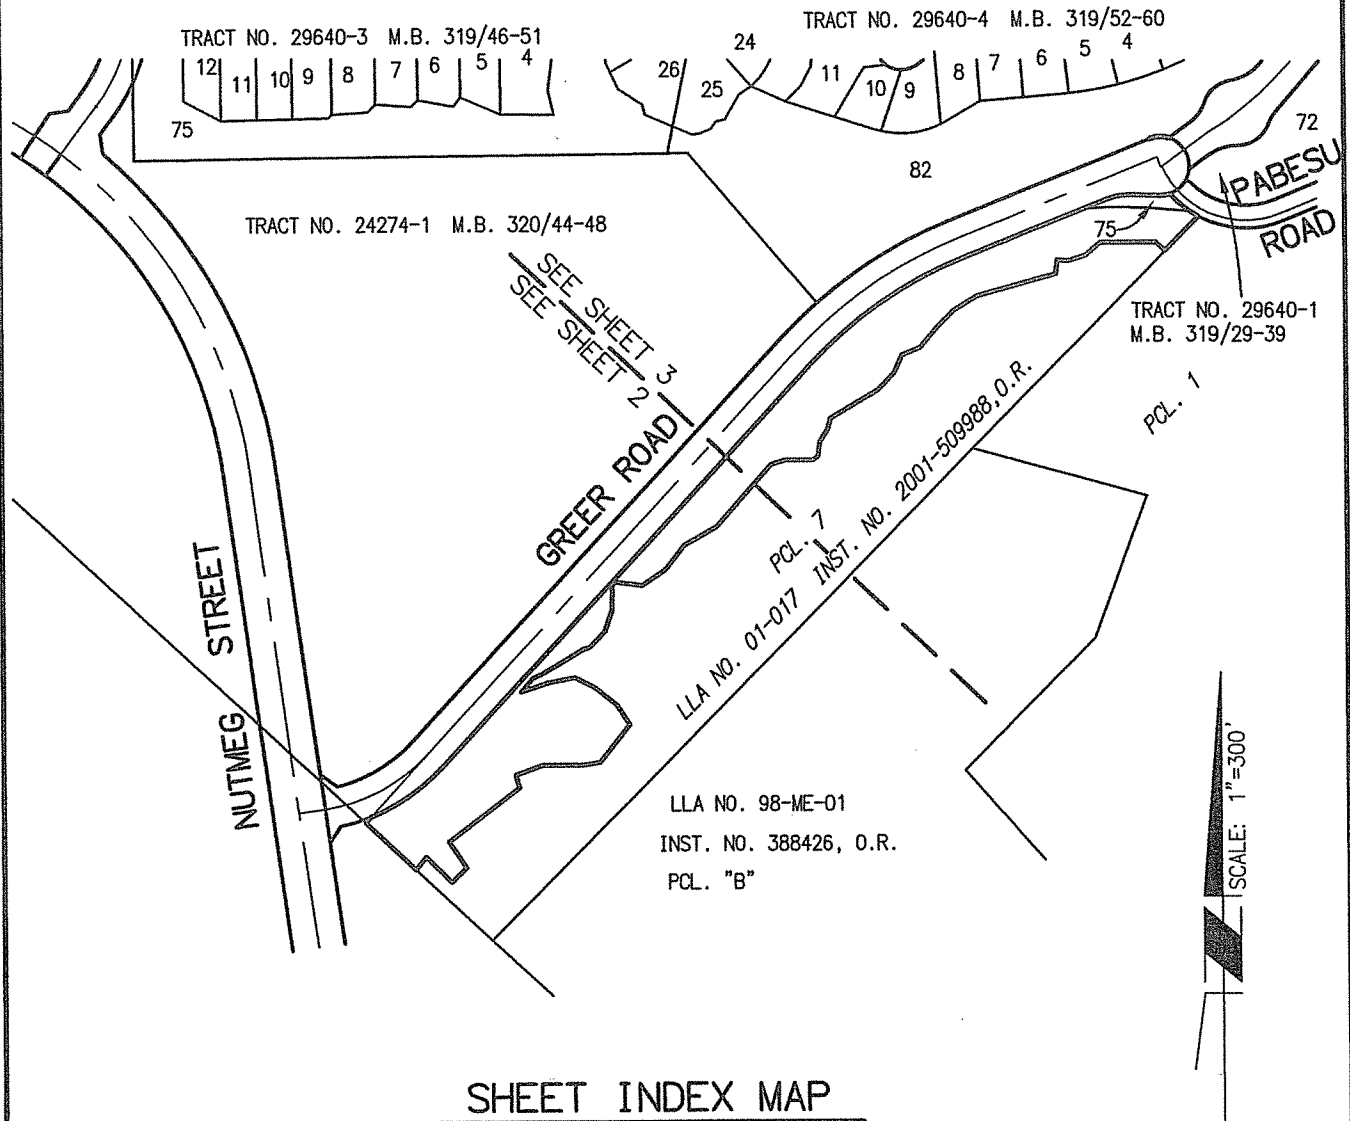 TRACT NO. 29640-3 M.B. 319/46-51
TRACT NO. 29640-4 M.B. 319/52-60
12
11
10
9
8
7
6
5
4
75
26
25
24
11
10
9
8
7
6
5
4
82
72
PABESU
ROAD
75
TRACT NO. 24274-1 M.B. 320/44-48
SEE SHEET 3
SEE SHEET 2
TRACT NO. 29640-1
M.B. 319/29-39
PCL. 1
GREER ROAD
PCL. 7
LLA NO. 01-017 INST. NO. 2001-509988, O.R.
NUTMEG STREET
LLA NO. 98-ME-01
INST. NO. 388426, O.R.
PCL. "B"
SCALE: 1"=300'
N
SHEET INDEX MAP